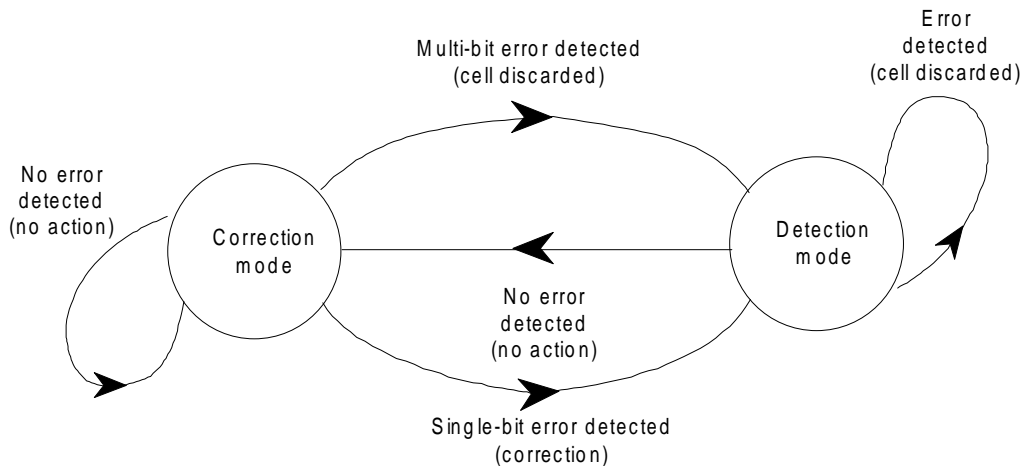 Multi-bit error detected
(cell discarded)
Error
detected
(cell discarded)
No error
detected
(no action)
Correction
mode
Detection
mode
No error
detected
(no action)
Single-bit error detected
(correction)